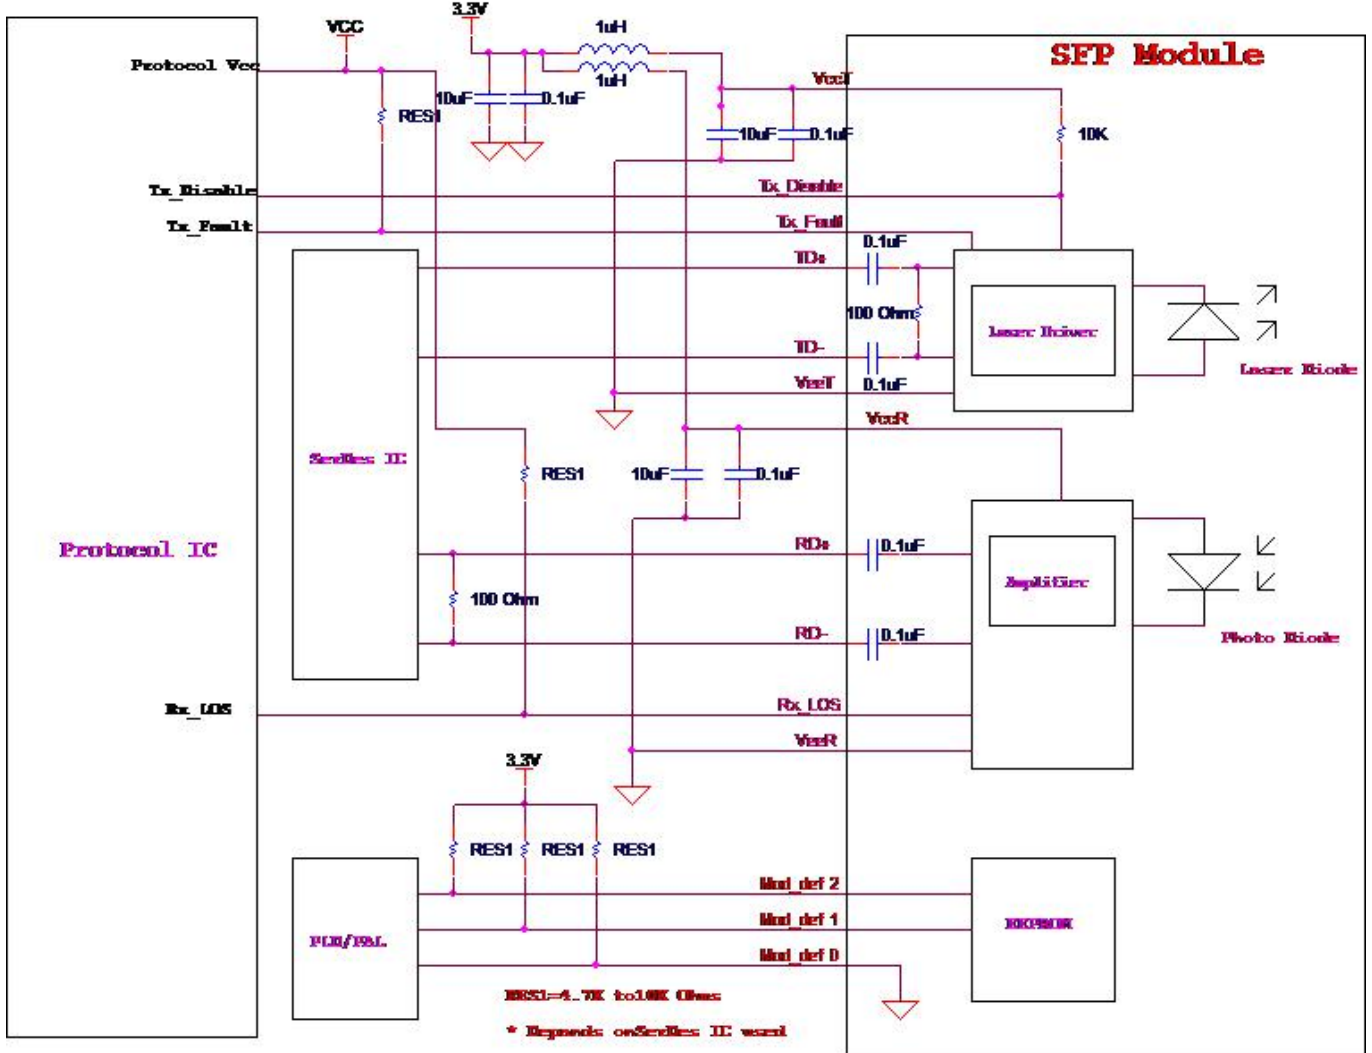 3.3V
VCC
1uH
SFP Module
Protocol Vcc
1uH
VccT
10uF
0.1uF
RES1
10uF
0.1uF
10K
Tx_Disable
Tx_Disable
Tx_Fault
Tx_Fault
0.1uF
TD+
100 Ohm
Laser Driver
TD-
Laser Diode
VeeT
0.1uF
VccR
SerDes IC
RES1
10uF
0.1uF
Protocol IC
RD+
0.1uF
Amplifier
100 Ohm
RD-
0.1uF
Photo Diode
Rx_LOS
Rx_LOS
VeeR
3.3V
RES1
RES1
RES1
Mod_def 2
Mod_def 1
EEPROM
PLD/PAL
Mod_def 0
RES1=4.7K to10K Ohms
* Depends onSerDes IC used